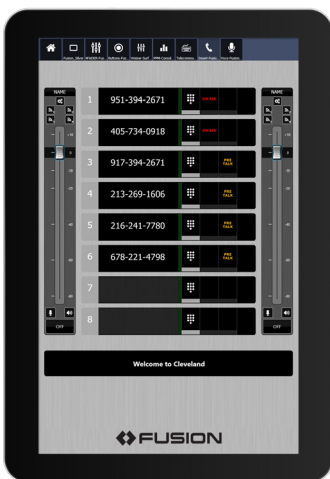 NAME
NAME
1 951-394-2671 ON AIR
2 405-734-0918 ON AIR
3 917-394-2671 PRE TALK
4 213-269-1606 PRE TALK
5 216-241-7780 PRE TALK
6 678-221-4798 PRE TALK
7
8
OFF
OFF
Welcome to Cleveland
FUSION